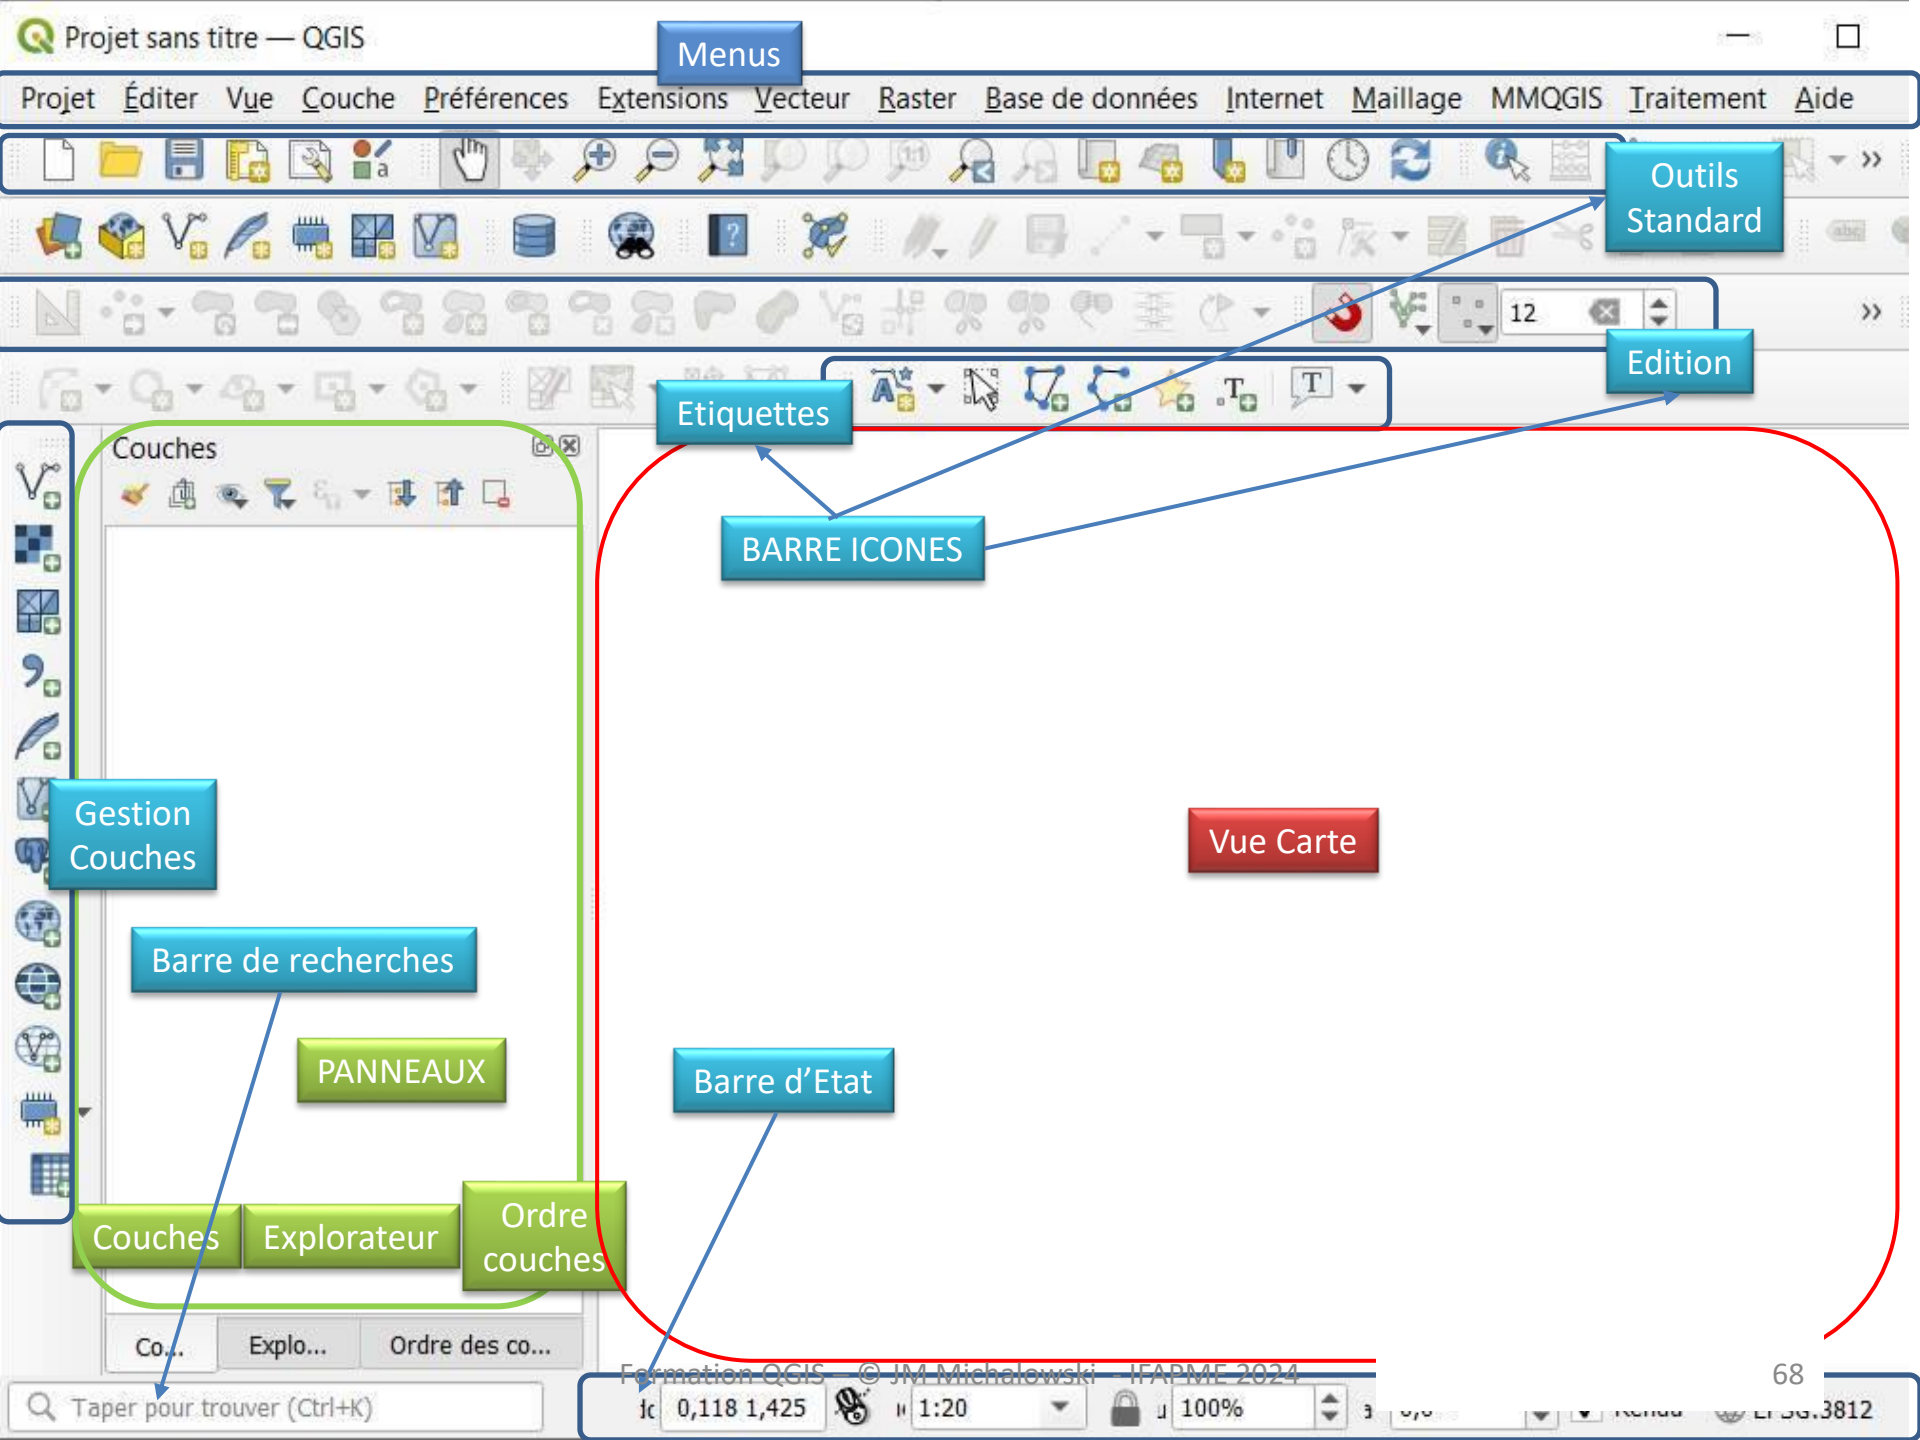 Projet sans titre — QGIS
Menus
Projet Éditer Vue Couche Préférences Extensions Vecteur Raster Base de données Internet Maillage MMQGIS Traitement Aide
Outils
Standard
12
Edition
Etiquettes
Couches
BARRE ICONES
Gestion
Couches
Vue Carte
Barre de recherches
PANNEAUX
Barre d’Etat
Couches
Explorateur
Ordre
couches
Co...
Explo...
Ordre des co...
Formation QGIS – © JM Michalowski - IFAPME 2024
68
Taper pour trouver (Ctrl+K)
0,118 1,425
1:20
100%
Rendu
EPSG:3812